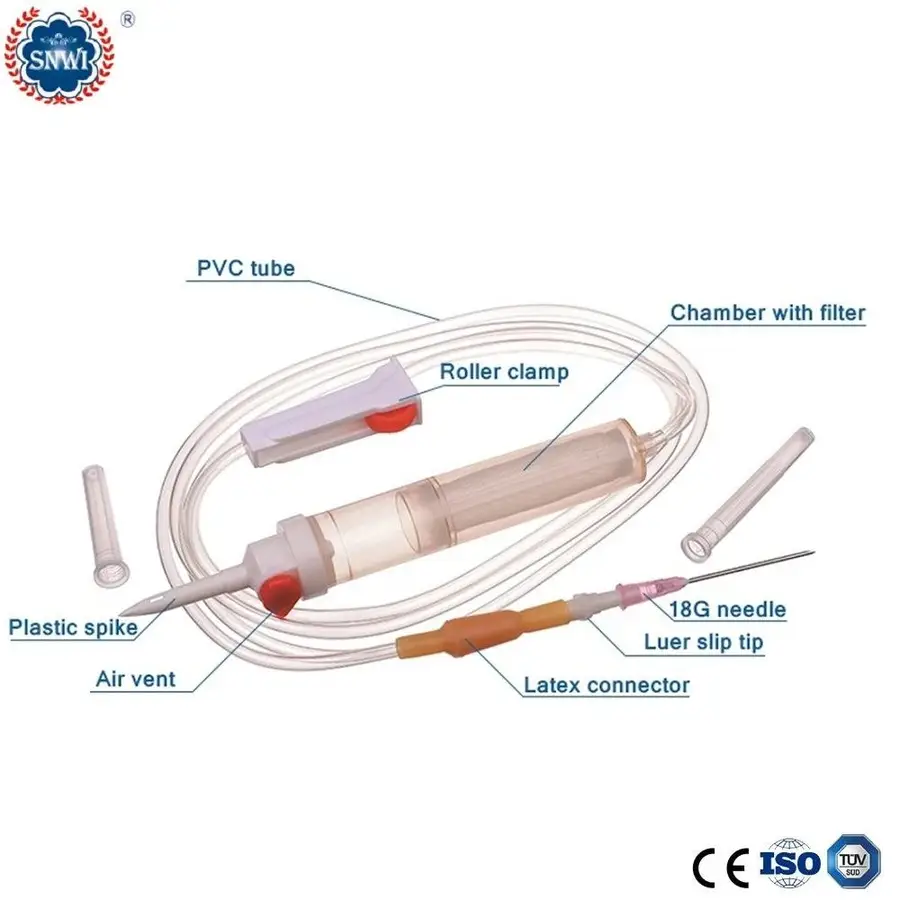 SNWI
®
PVC tube
Chamber with filter
Roller clamp
Plastic spike
18G needle
Luer slip tip
Air vent
Latex connector
CE ISO TÜV
SUD